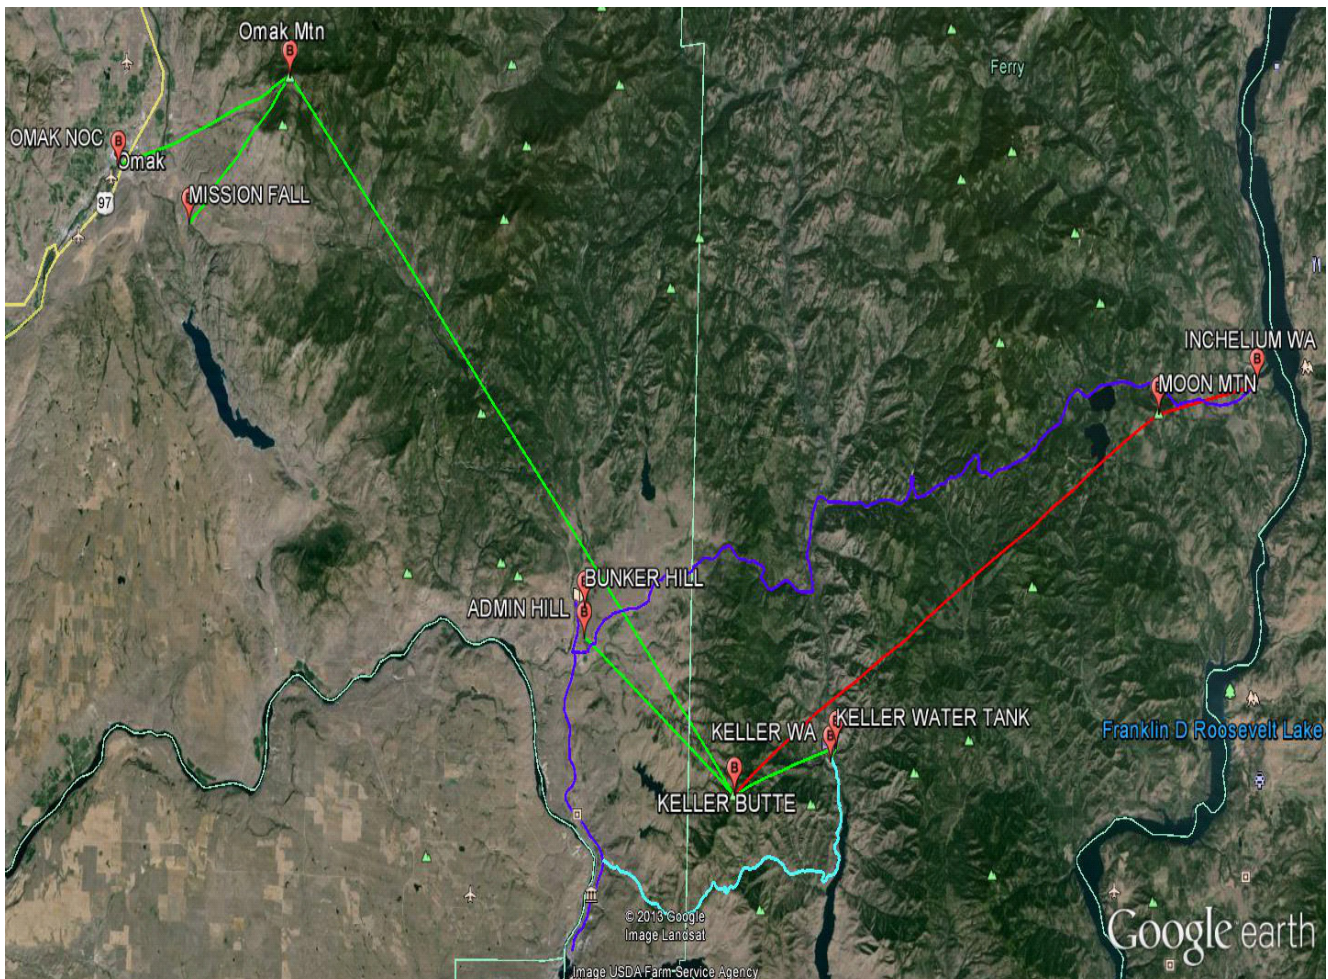 Omak Mtn
Ferry
OMAK NOC
Omak
MISSION FALL
97
INCHELIUM WA
MOON MTN
BUNKER HILL
ADMIN HILL
KELLER WATER TANK
KELLER WA
Franklin D Roosevelt Lake
KELLER BUTTE
© 2013 Google
Image Landsat
Google earth
Image USDA Farm Service Agency